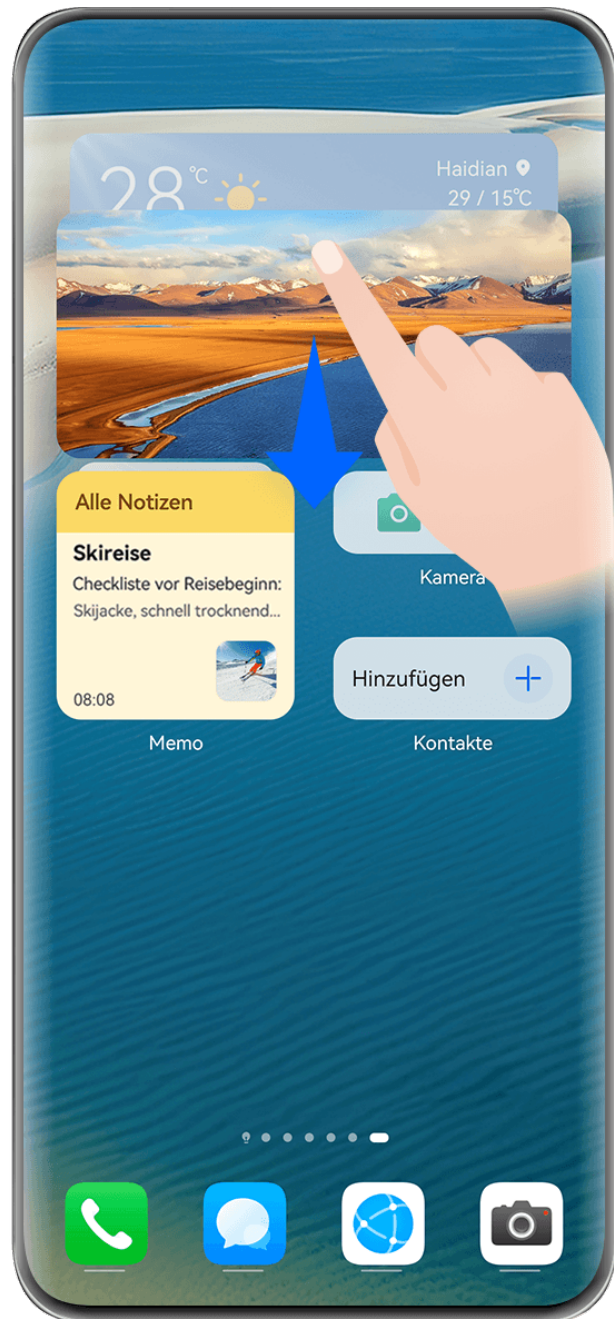 28°C
Haidian
29 / 15°C
Alle Notizen
Skireise
Checkliste vor Reisebeginn:
Skijacke, schnell trocknend...
08:08
Memo
Kamera
Hinzufügen
Kontakte